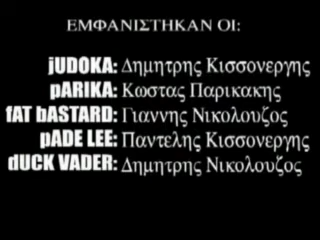 ΕΜΦΑΝΙΣΤΗΚΑΝ ΟΙ:
jUDOKA: Δημητρης Κισσονεργης
pARIKA: Κωστας Παρικακης
fAT bASTARD: Γιαννης Νικολουζος
pADE LEE: Παντελης Κισσονεργης
dUCK VADER: Δημητρης Νικολουζος